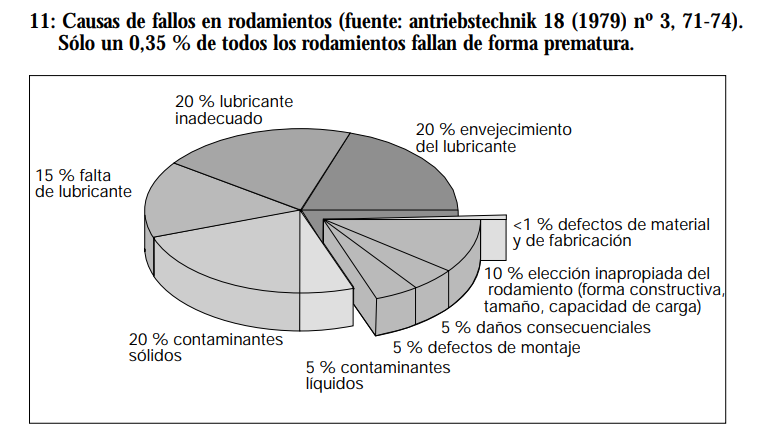 11: Causas de fallos en rodamientos (fuente: antriebstechnik 18 (1979) nº 3, 71-74).
Sólo un 0,35 % de todos los rodamientos fallan de forma prematura.
20 % lubricante
inadecuado
20 % envejecimiento
del lubricante
15 % falta
de lubricante
<1 % defectos de material
y de fabricación
10 % elección inapropiada del
rodamiento (forma constructiva,
tamaño, capacidad de carga)
5 % daños consecuenciales
5 % defectos de montaje
20 % contaminantes
sólidos
5 % contaminantes
líquidos